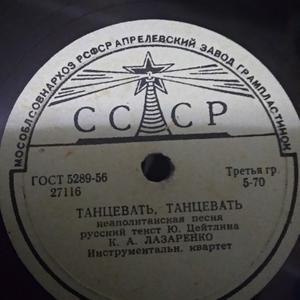 МОСОБЛСОВНАРХОЗ РСФСР АПРЕЛЕВСКИЙ ЗАВОД ГРАМПЛАСТИНОК
СССР
ГОСТ 5289-56
27116
Третья гр.
5-70
ТАНЦЕВАТЬ, ТАНЦЕВАТЬ
неаполитанская песня
русский текст Ю. Цейтлина
К. А. ЛАЗАРЕНКО
Инструментальн. квартет